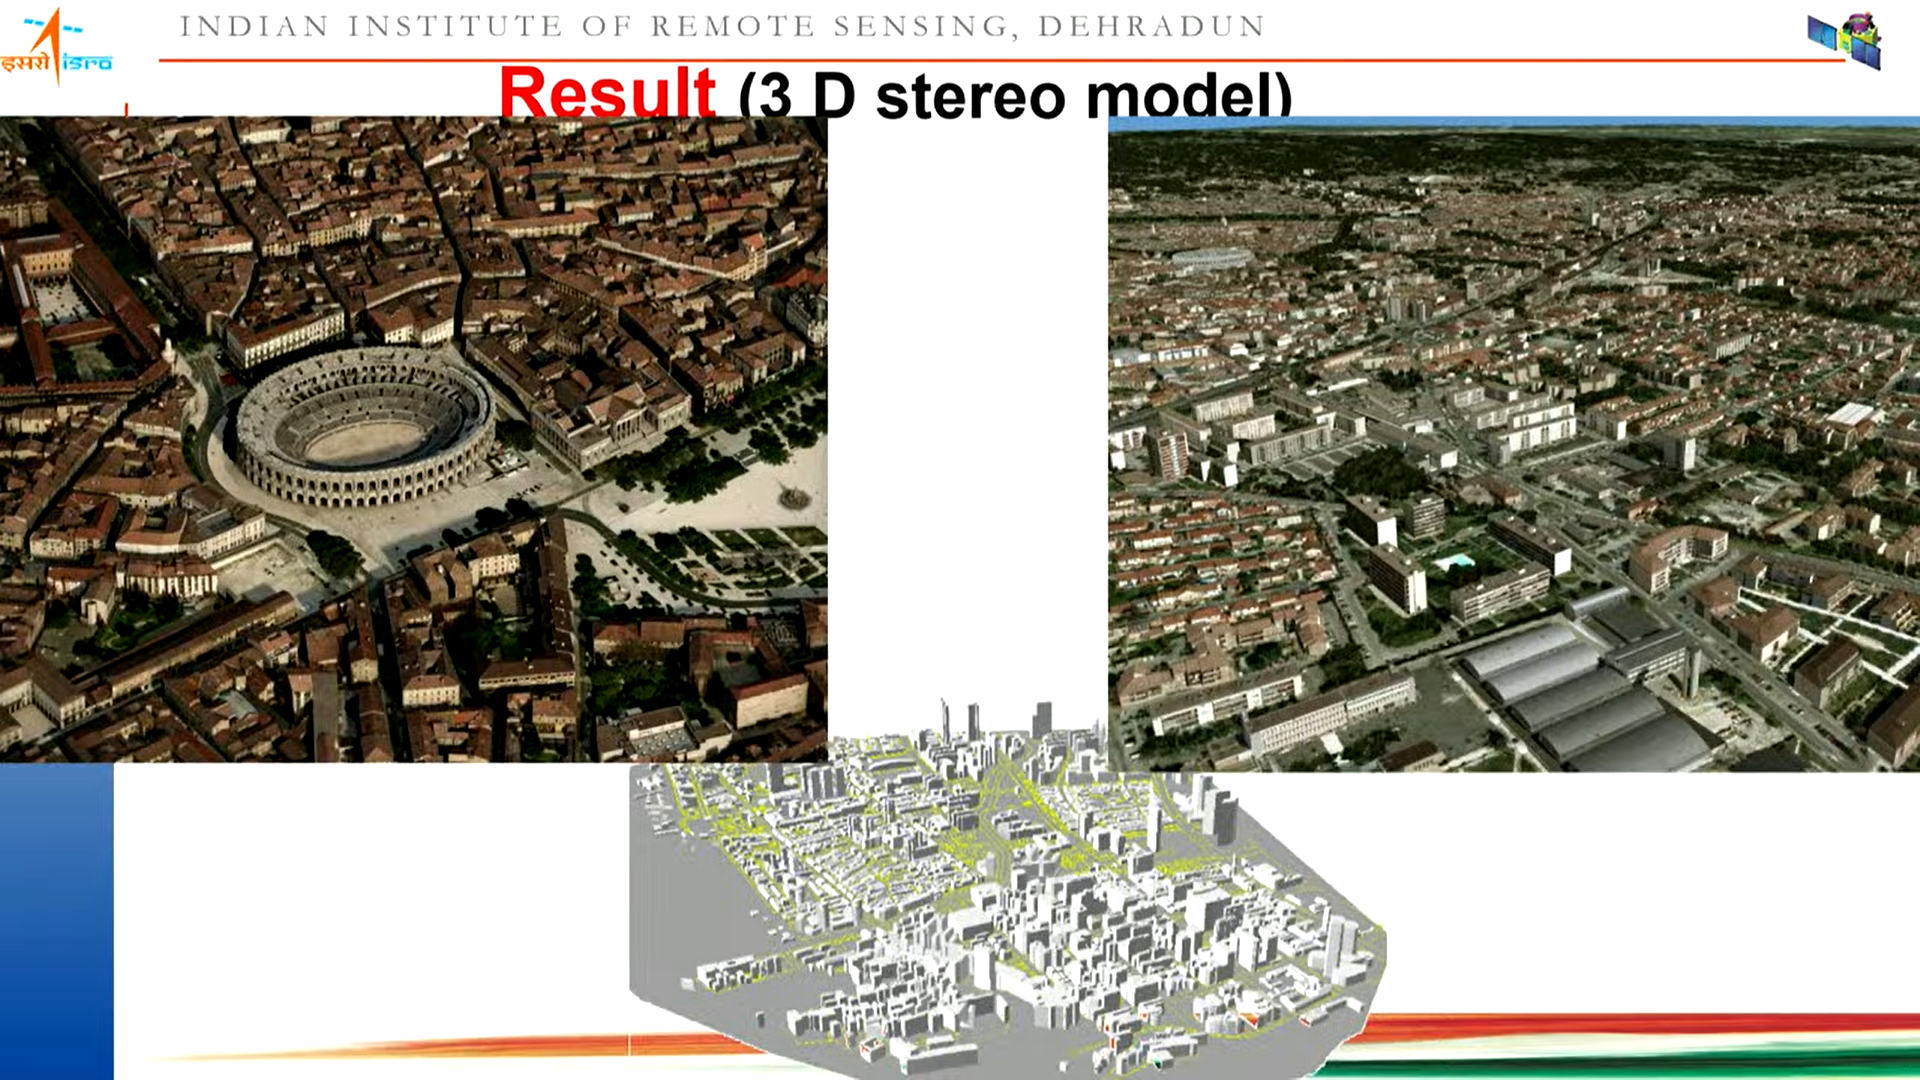 INDIAN INSTITUTE OF REMOTE SENSING, DEHRADUN
इसरो isro
Result (3 D stereo model)